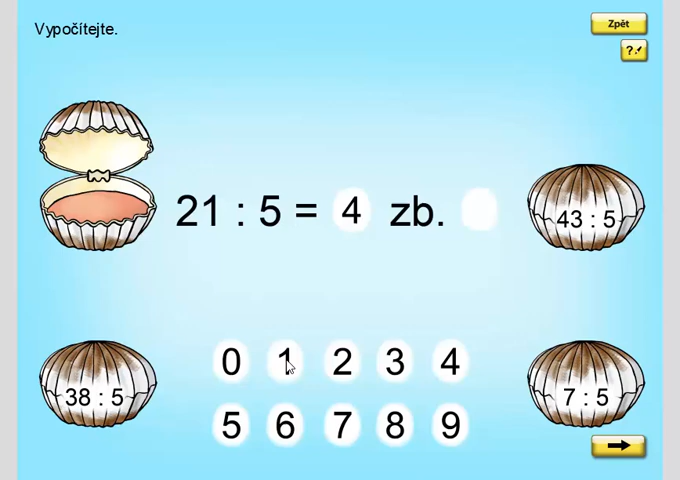 Vypočítejte.
Zpět
?
21 : 5 = 4 zb.
43 : 5
38 : 5
7 : 5
0 1 2 3 4
5 6 7 8 9